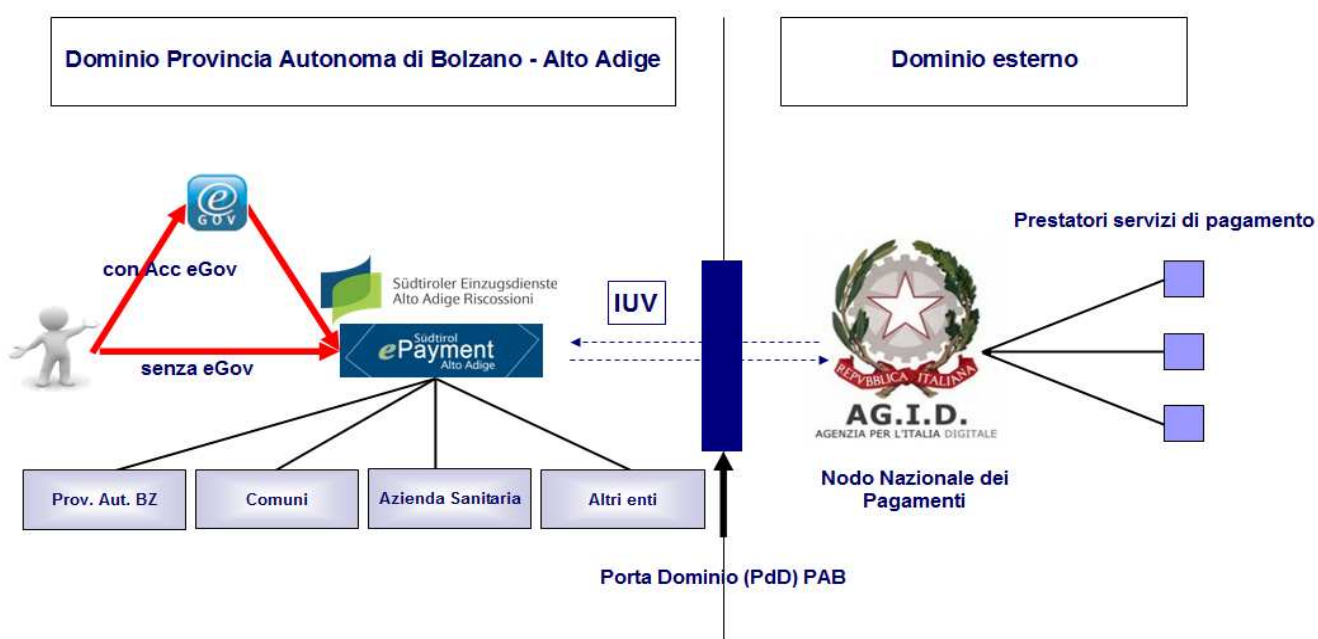 Dominio Provincia Autonoma di Bolzano - Alto Adige
Dominio esterno
e
GOV
con Acc eGov
senza eGov
Südtiroler Einzugsdienste
Alto Adige Riscossioni
Südtirol
ePayment
Alto Adige
IUV
Prestatori servizi di pagamento
REPVBBLICA ITALIANA
AG.I.D.
AGENZIA PER L'ITALIA DIGITALE
Nodo Nazionale dei
Pagamenti
Prov. Aut. BZ
Comuni
Azienda Sanitaria
Altri enti
Porta Dominio (PdD) PAB